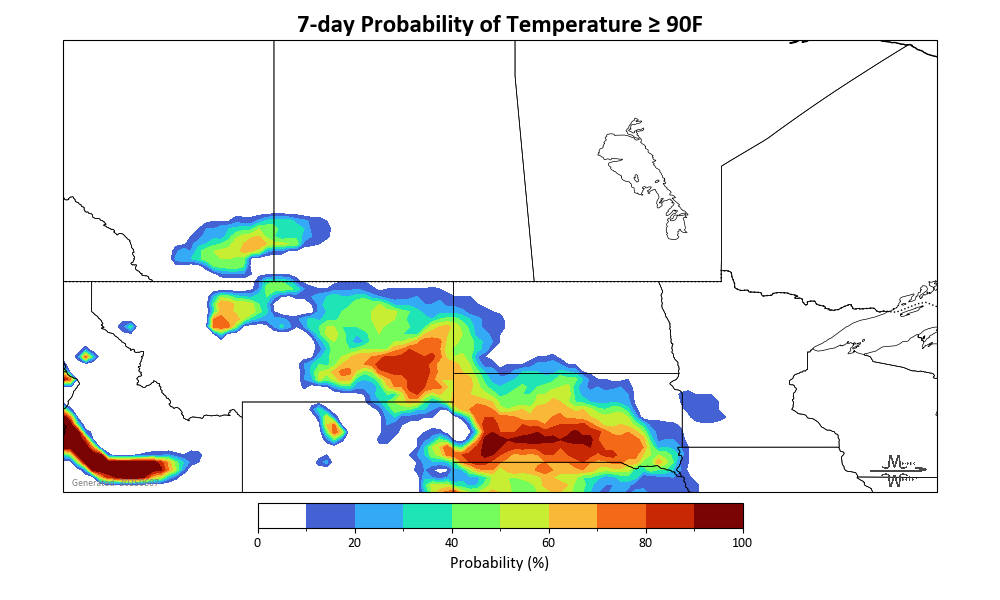 7-day Probability of Temperature ≥ 90F
M
W
0 20 40 60 80 100
Probability (%)